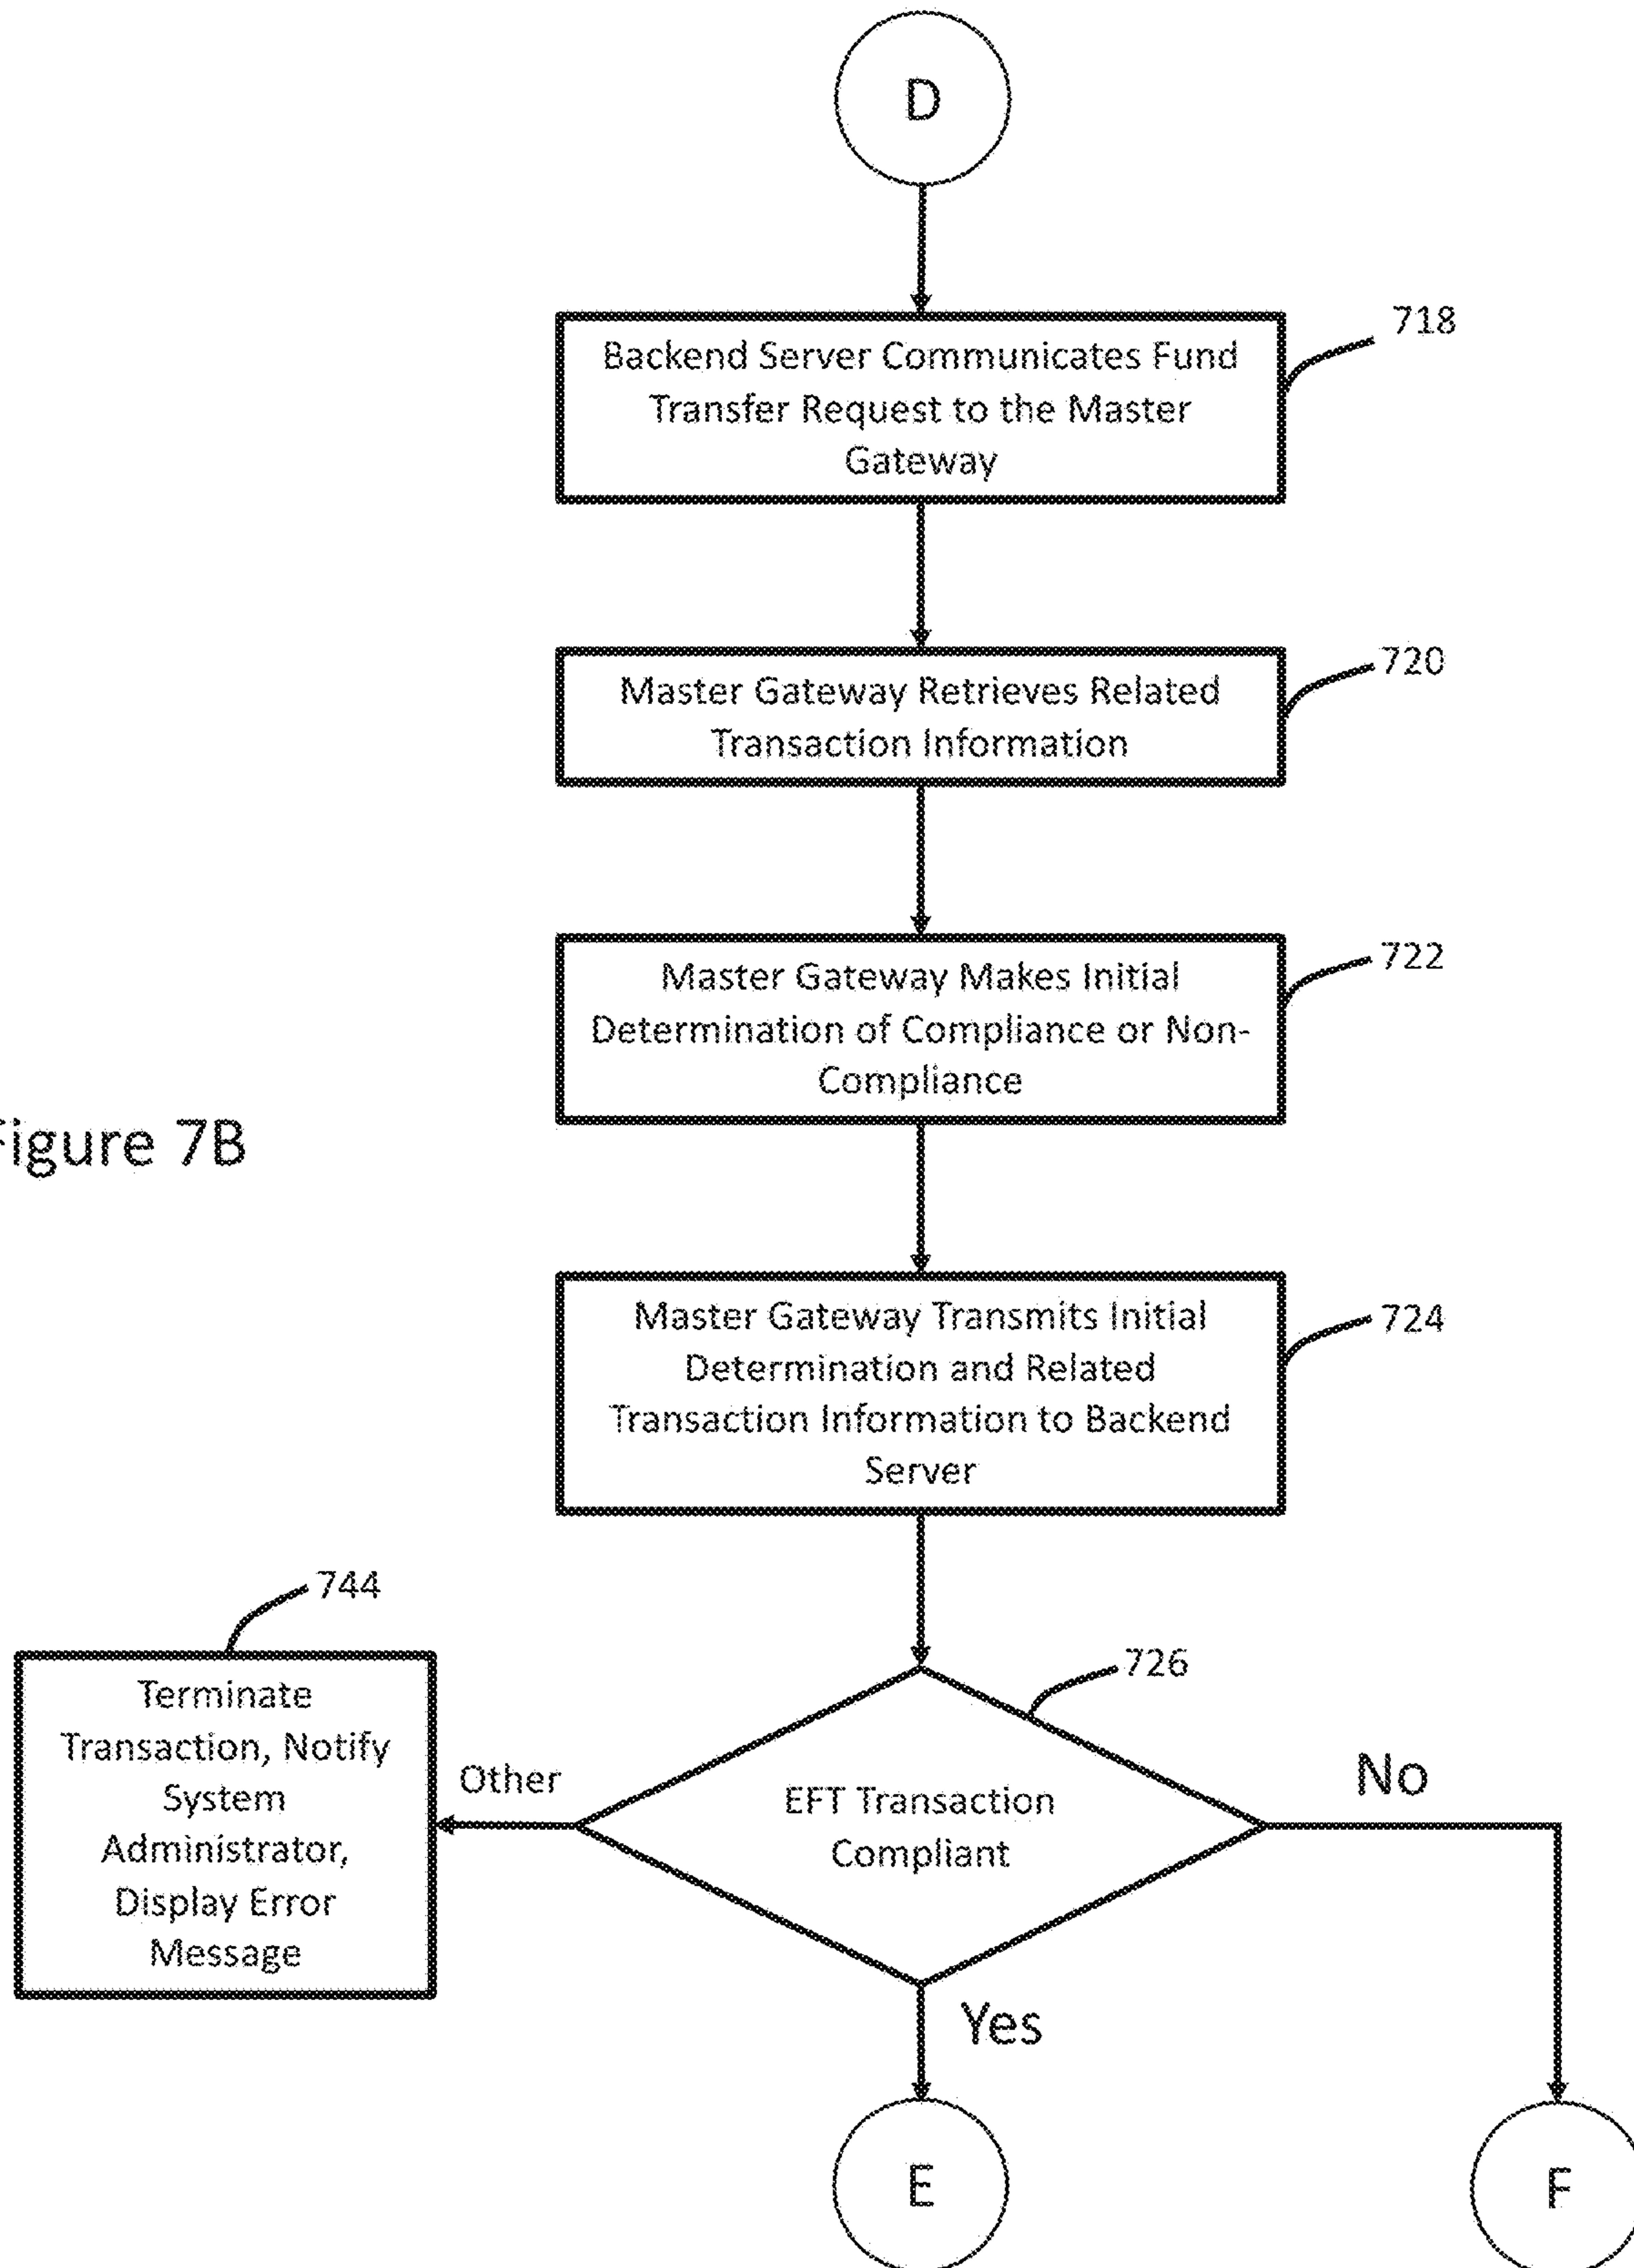 D
Backend Server Communicates Fund
Transfer Request to the Master
Gateway
718
Master Gateway Retrieves Related
Transaction Information
720
Master Gateway Makes Initial
Determination of Compliance or Non-
Compliance
722
Figure 7B
Master Gateway Transmits Initial
Determination and Related
Transaction Information to Backend
Server
724
744
Terminate
Transaction, Notify
System
Administrator,
Display Error
Message
Other
726
EFT Transaction
Compliant
No
Yes
E
F